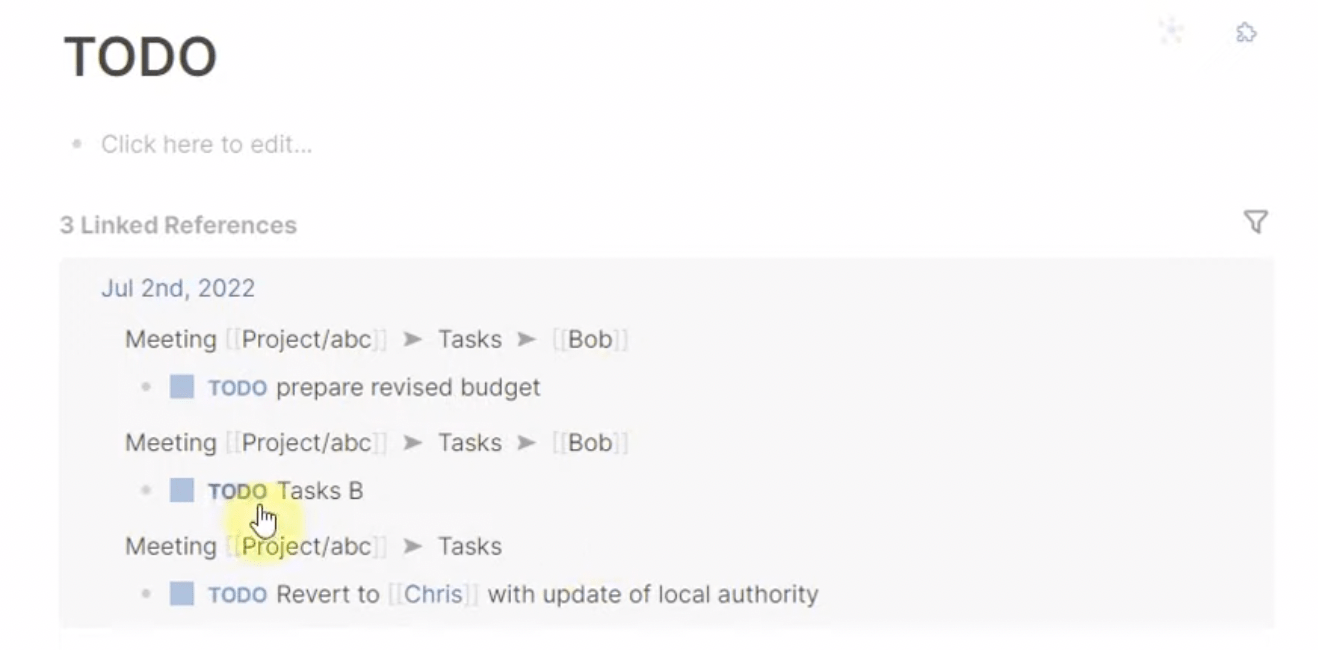 TODO
Click here to edit...
3 Linked References
Jul 2nd, 2022
Meeting [[Project/abc]] ➤ Tasks ➤ [[Bob]]
TODO prepare revised budget
Meeting [[Project/abc]] ➤ Tasks ➤ [[Bob]]
TODO Tasks B
Meeting [[Project/abc]] ➤ Tasks
TODO Revert to [[Chris]] with update of local authority